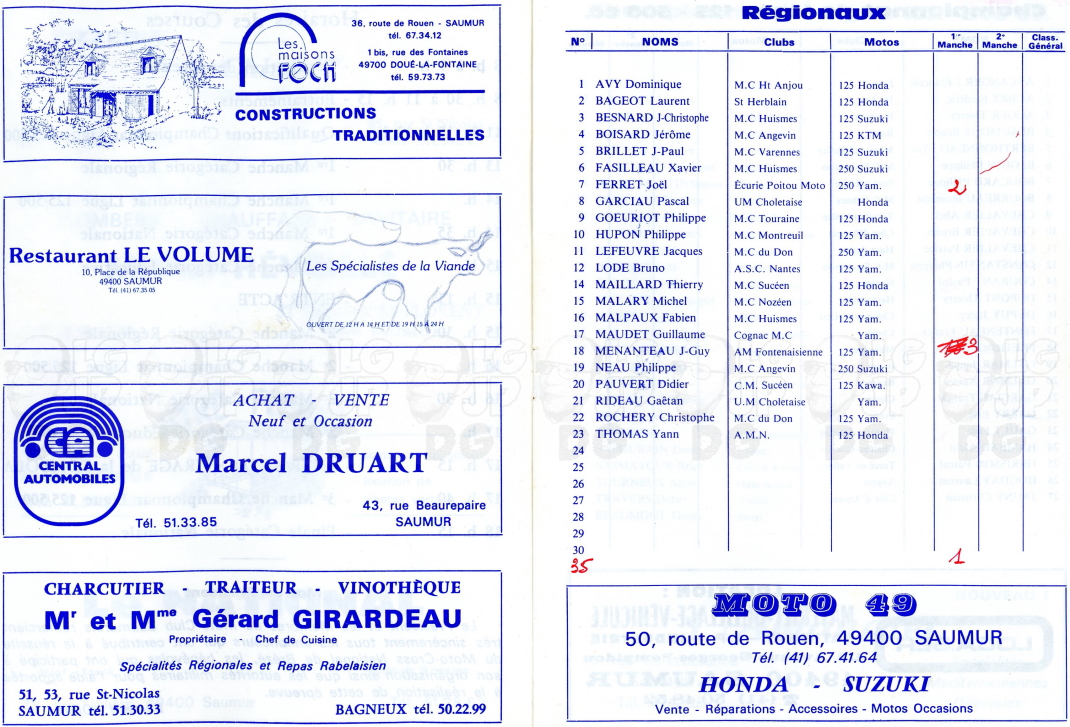 Les
maisons
FOCH
36, route de Rouen - SAUMUR
tél. 67.34.12
1 bis, rue des Fontaines
49700 DOUÉ-LA-FONTAINE
tél. 59.73.73
CONSTRUCTIONS
TRADITIONNELLES
Restaurant LE VOLUME
10, Place de la République
49400 SAUMUR
Tél. (41) 67.35.05
Les Spécialistes de la Viande
OUVERT DE 12 H A 14 H ET DE 19 H 15 A 24 H
CA
CENTRAL
AUTOMOBILES
ACHAT - VENTE
Neuf et Occasion
Marcel DRUART
43, rue Beaurepaire
Tél. 51.33.85
SAUMUR
CHARCUTIER - TRAITEUR - VINOTHÈQUE
Mr et Mme Gérard GIRARDEAU
Propriétaire - Chef de Cuisine
Spécialités Régionales et Repas Rabelaisien
51, 53, rue St-Nicolas
SAUMUR tél. 51.30.33
BAGNEUX tél. 50.22.99
Régionaux
N° NOMS Clubs Motos 1re Manche 2e Manche Class. Général
1 AVY Dominique M.C Ht Anjou 125 Honda
2 BAGEOT Laurent St Herblain 125 Honda
3 BESNARD J-Christophe M.C Huismes 125 Suzuki
4 BOISARD Jérôme M.C Angevin 125 KTM
5 BRILLET J-Paul M.C Varennes 125 Suzuki
6 FASILLEAU Xavier M.C Huismes 250 Suzuki
7 FERRET Joël Écurie Poitou Moto 250 Yam. 2
8 GARCIAU Pascal UM Choletaise Honda
9 GOEURIOT Philippe M.C Touraine 125 Honda
10 HUPON Philippe M.C Montreuil 125 Yam.
11 LEFEUVRE Jacques M.C du Don 250 Yam.
12 LODE Bruno A.S.C. Nantes 125 Yam.
14 MAILLARD Thierry M.C Sucéen 125 Honda
15 MALARY Michel M.C Nozéen 125 Yam.
16 MALPAUX Fabien M.C Huismes 125 Yam.
17 MAUDET Guillaume Cognac M.C Yam.
18 MENANTEAU J-Guy AM Fontenaisienne 125 Yam. 3
19 NEAU Philippe M.C Angevin 250 Suzuki
20 PAUVERT Didier C.M. Sucéen 125 Kawa.
21 RIDEAU Gaêtan U.M Choletaise Yam.
22 ROCHERY Christophe M.C du Don 125 Yam.
23 THOMAS Yann A.M.N. 125 Honda
24
25
26
27
28
29
30
35 1
MOTO 49
50, route de Rouen, 49400 SAUMUR
Tél. (41) 67.41.64
HONDA - SUZUKI
Vente - Réparations - Accessoires - Motos Occasions